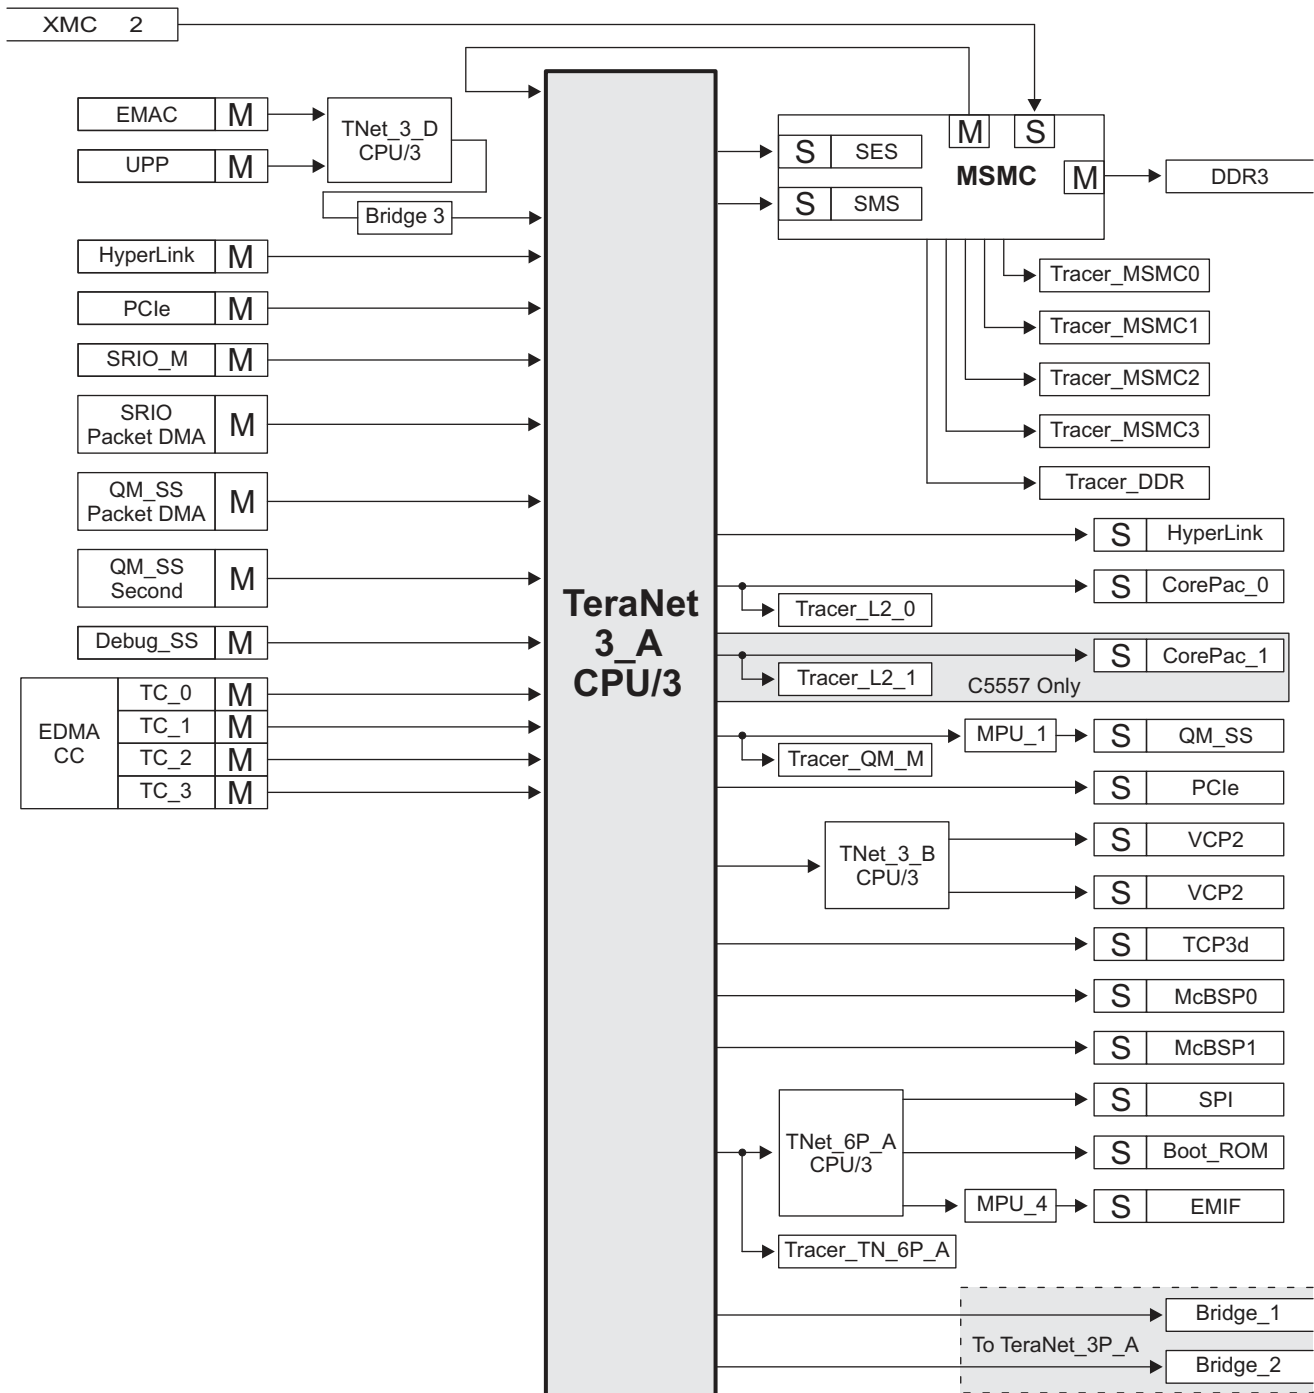 XMC 2
EMAC M
UPP M
TNet_3_D
CPU/3
Bridge 3
HyperLink M
PCIe M
SRIO_M M
SRIO
Packet DMA M
QM_SS
Packet DMA M
QM_SS
Second M
Debug_SS M
EDMA
CC
TC_0 M
TC_1 M
TC_2 M
TC_3 M
TeraNet
3_A
CPU/3
M S
S SES
MSMC M
S SMS
DDR3
Tracer_MSMC0
Tracer_MSMC1
Tracer_MSMC2
Tracer_MSMC3
Tracer_DDR
S HyperLink
S CorePac_0
Tracer_L2_0
S CorePac_1
Tracer_L2_1
C5557 Only
MPU_1
S QM_SS
Tracer_QM_M
S PCIe
TNet_3_B
CPU/3
S VCP2
S VCP2
S TCP3d
S McBSP0
S McBSP1
TNet_6P_A
CPU/3
S SPI
S Boot_ROM
MPU_4
S EMIF
Tracer_TN_6P_A
Bridge_1
To TeraNet_3P_A
Bridge_2